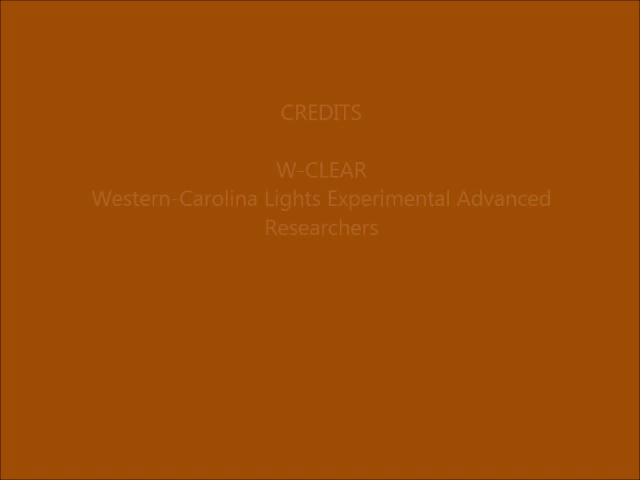 CREDITS
W-CLEAR
Western-Carolina Lights Experimental Advanced
Researchers